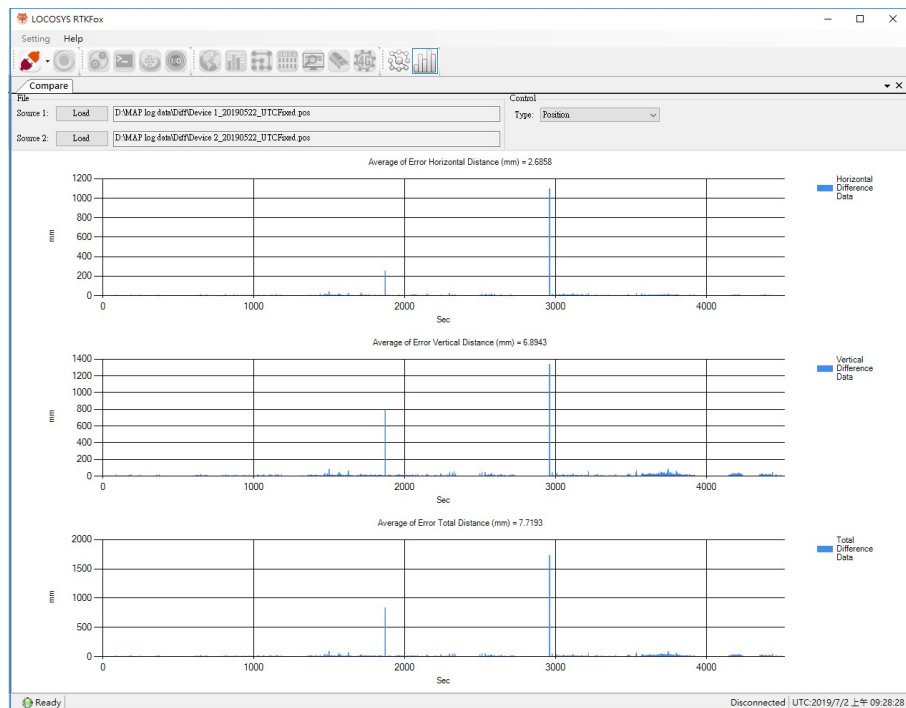 LOCOSYS RTKFox
Setting Help
4G
Compare
File
Control
Source 1: Load D:\MAP log data\Diff\Device 1_20190522_UTCFixed.pos
Type: Position
Source 2: Load D:\MAP log data\Diff\Device 2_20190522_UTCFixed.pos
Average of Error Horizontal Distance (mm) = 2.6858
1200
1000
800
600
400
200
0
mm
0 1000 2000 3000 4000
Sec
Horizontal
Difference
Data
Average of Error Vertical Distance (mm) = 6.8943
1400
1200
1000
800
600
400
200
0
mm
0 1000 2000 3000 4000
Sec
Vertical
Difference
Data
Average of Error Total Distance (mm) = 7.7193
2000
1500
1000
500
0
mm
0 1000 2000 3000 4000
Sec
Total
Difference
Data
Ready
Disconnected UTC:2019/7/2 上午 09:28:28